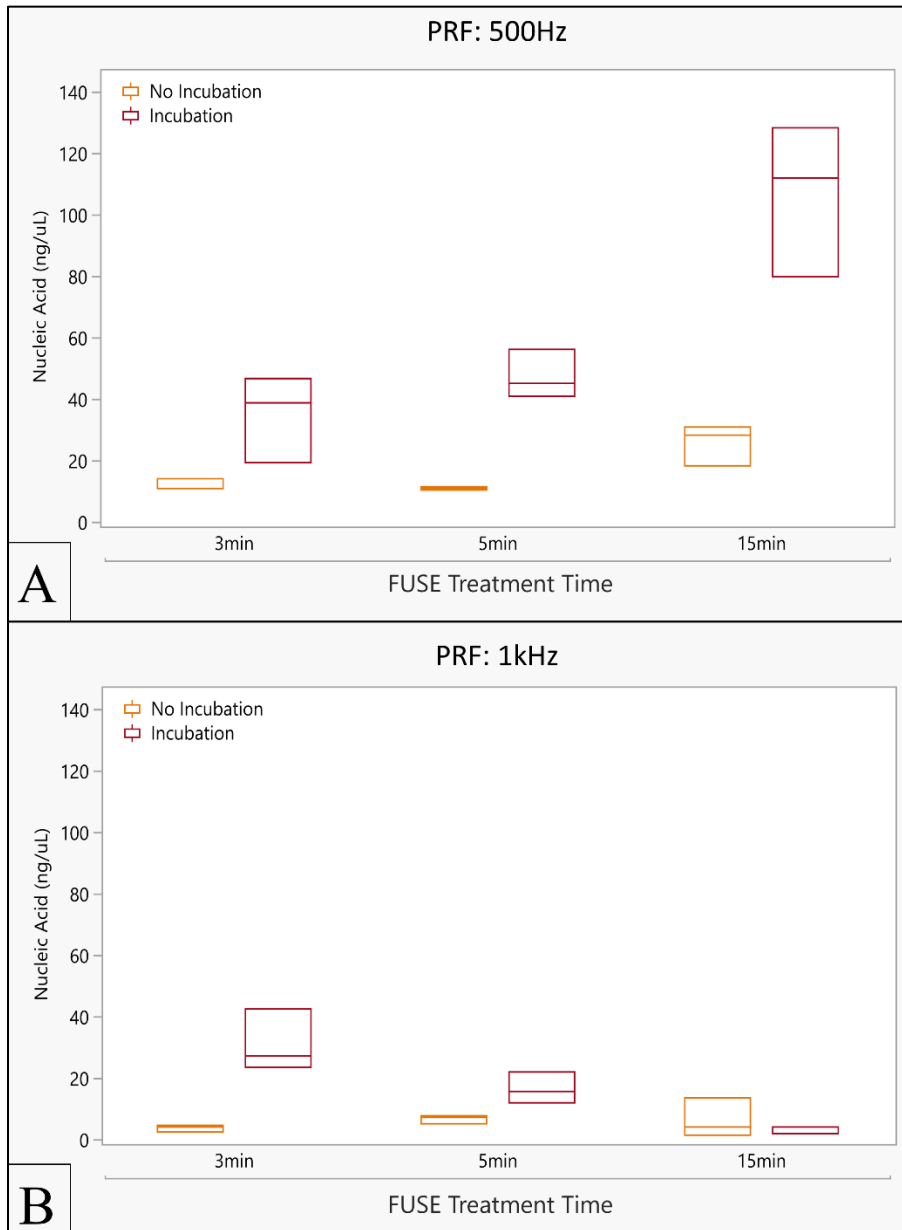 PRF: 500Hz
No Incubation
Incubation
140
120
100
80
60
40
20
0
Nucleic Acid (ng/uL)
3min 5min 15min
FUSE Treatment Time
A
PRF: 1kHz
No Incubation
Incubation
140
120
100
80
60
40
20
0
Nucleic Acid (ng/uL)
3min 5min 15min
FUSE Treatment Time
B